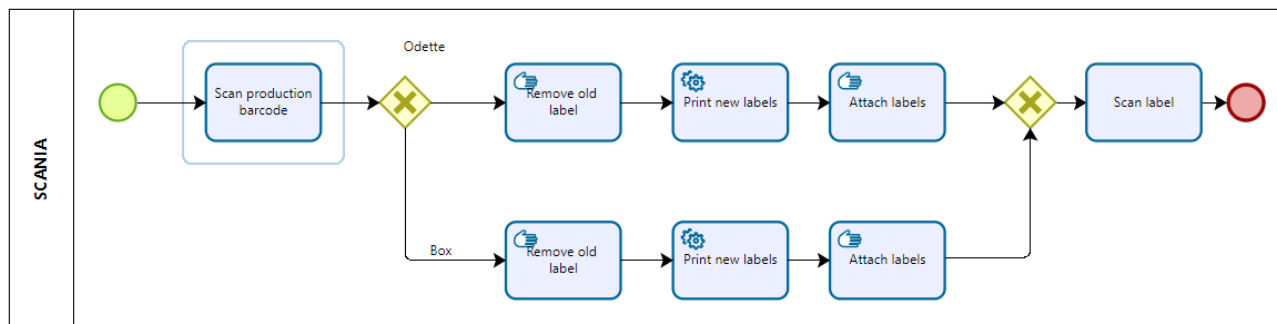 SCANIA
Odette
Scan production
barcode
Remove old
label
Print new labels
Attach labels
Scan label
Box
Remove old
label
Print new labels
Attach labels